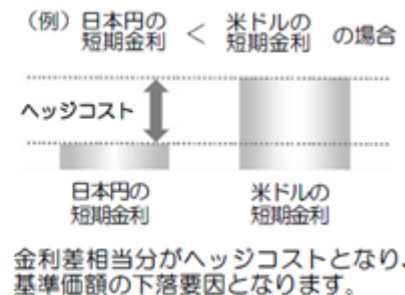 （例）日本円の短期金利 < 米ドルの短期金利 の場合
ヘッジコスト
日本円の短期金利
米ドルの短期金利
金利差相当分がヘッジコストとなり、
基準価額の下落要因となります。